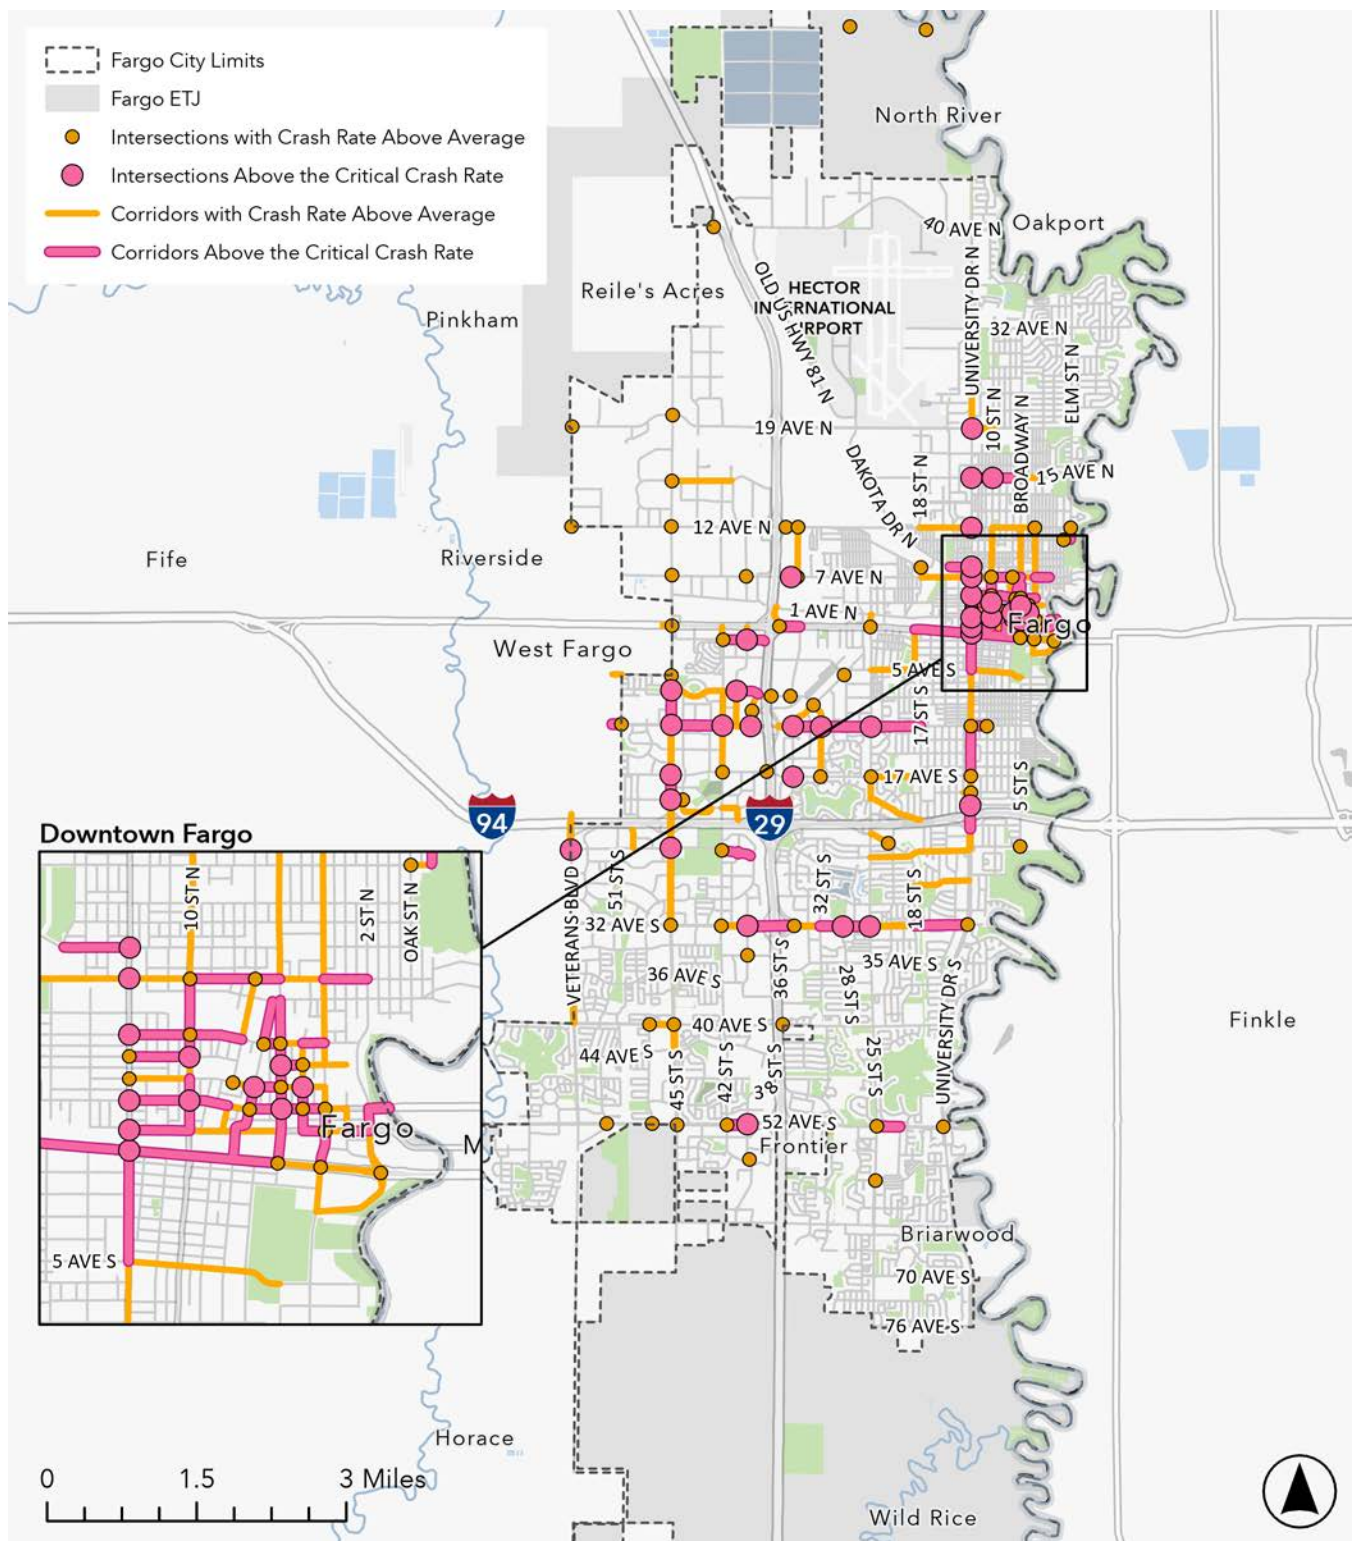 Fargo City Limits
Fargo ETJ
Intersections with Crash Rate Above Average
Intersections Above the Critical Crash Rate
Corridors with Crash Rate Above Average
Corridors Above the Critical Crash Rate
North River
40 AVE N
Oakport
UNIVERSITY DR N
OLD US HWY 81 N
HECTOR
INTERNATIONAL
AIRPORT
Reile's Acres
Pinkham
32 AVE N
ELM ST N
10 ST N
BROADWAY N
19 AVE N
DAKOTA DR N
18 ST N
15 AVE N
12 AVE N
Fife
Riverside
7 AVE N
1 AVE N
Fargo
West Fargo
5 AVE S
17 ST S
17 AVE S
5 ST S
94
29
51 ST S
32 ST S
18 ST S
VETERANS BLVD
32 AVE S
36 AVE S
36 ST S
35 AVE S
28 ST S
UNIVERSITY DR S
40 AVE S
Finkle
44 AVE S
45 ST S
42 ST S
38 ST S
25 ST S
52 AVE S
Frontier
M
Briarwood
70 AVE S
76 AVE S
Horace
Wild Rice
Downtown Fargo
10 ST N
2 ST N
OAK ST N
Fargo
5 AVE S
0 1.5 3 Miles